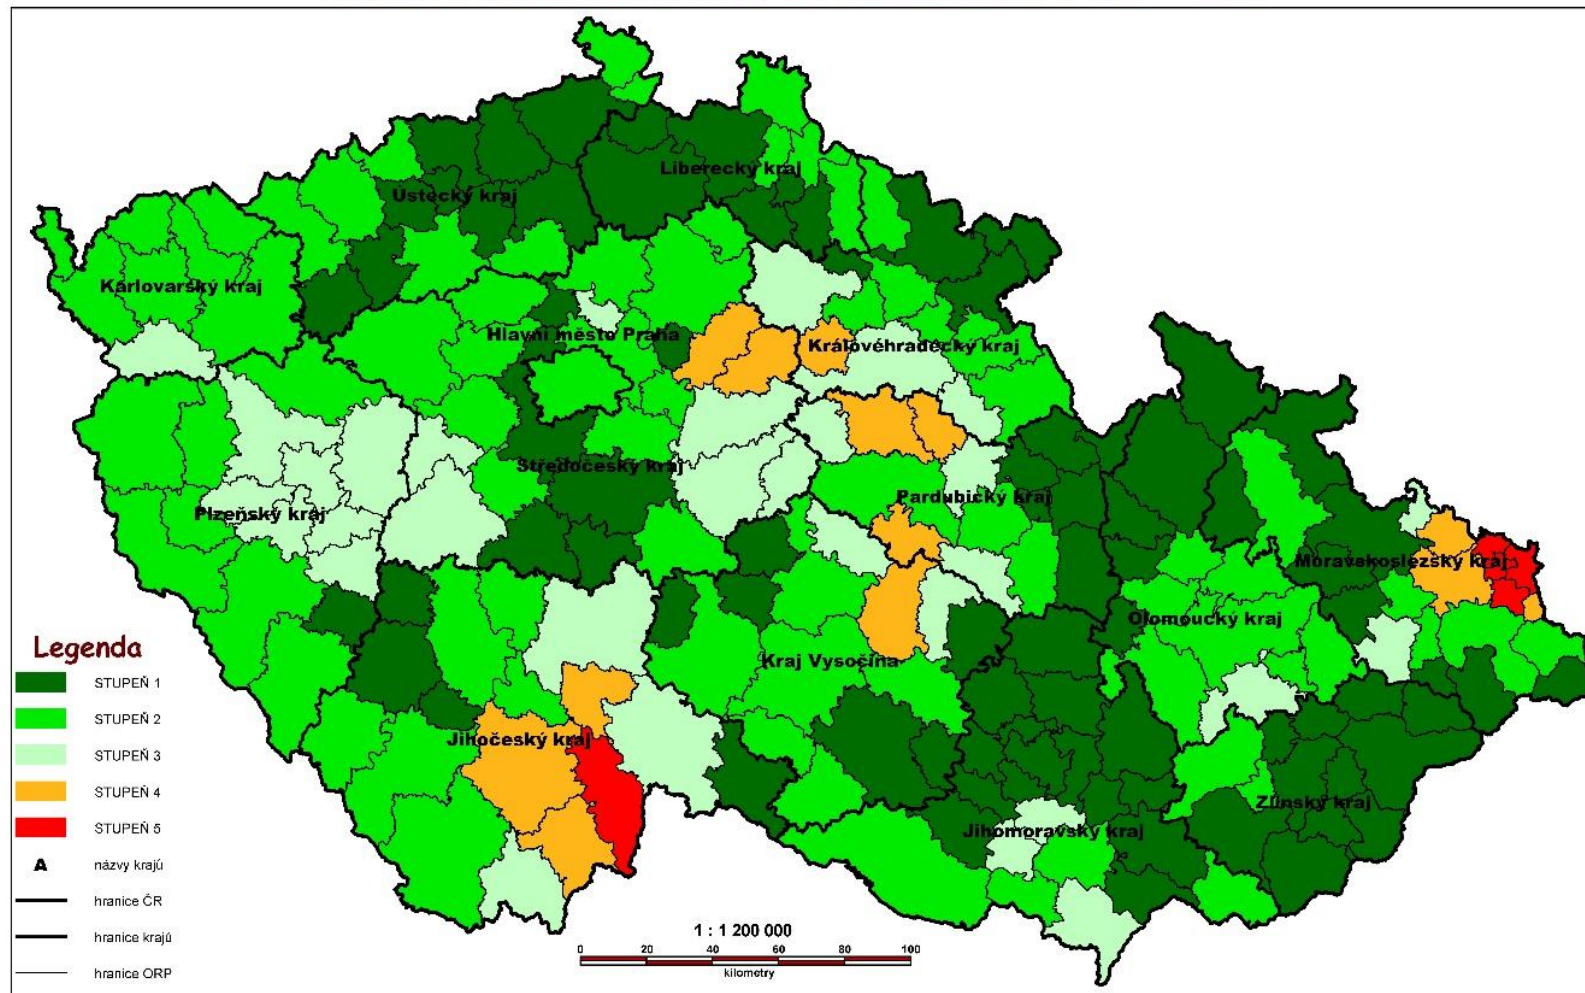 Liberecký kraj
Ústecký kraj
Karlovarský kraj
Hlavní město Praha
Královéhradecký kraj
Středočeský kraj
Pardubický kraj
Plzeňský kraj
Moravskoslezský kraj
Olomoucký kraj
Kraj Vysočina
Jihočeský kraj
Zlínský kraj
Jihomoravský kraj
Legenda
STUPEŇ 1
STUPEŇ 2
STUPEŇ 3
STUPEŇ 4
STUPEŇ 5
A názvy krajů
hranice ČR
hranice krajů
hranice ORP
1 : 1 200 000
0 20 40 60 80 100
kilometry